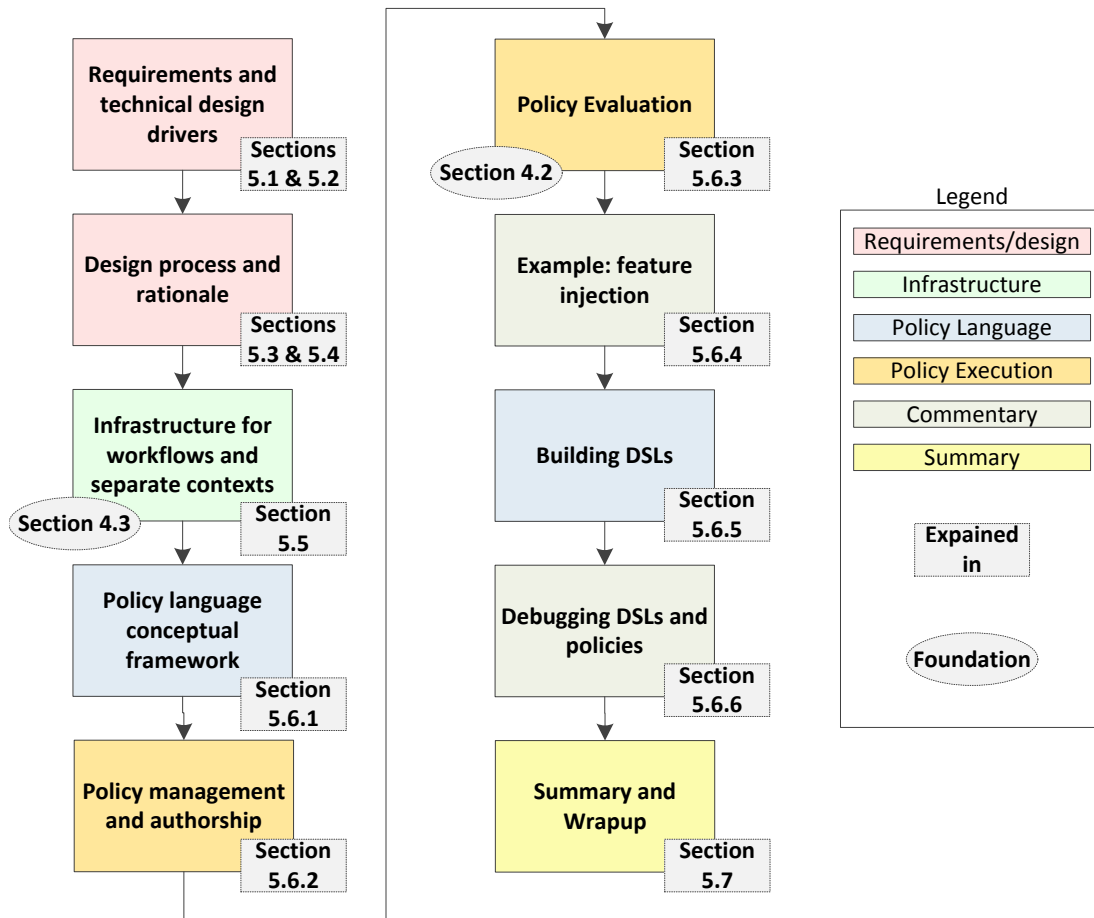 Requirements and
technical design
drivers
Sections
5.1 & 5.2
Design process and
rationale
Sections
5.3 & 5.4
Infrastructure for
workflows and
separate contexts
Section 4.3
Section
5.5
Policy language
conceptual
framework
Section
5.6.1
Policy management
and authorship
Section
5.6.2
Policy Evaluation
Section 4.2
Section
5.6.3
Example: feature
injection
Section
5.6.4
Building DSLs
Section
5.6.5
Debugging DSLs and
policies
Section
5.6.6
Summary and
Wrapup
Section
5.7
Legend
Requirements/design
Infrastructure
Policy Language
Policy Execution
Commentary
Summary
Expained
in
Foundation